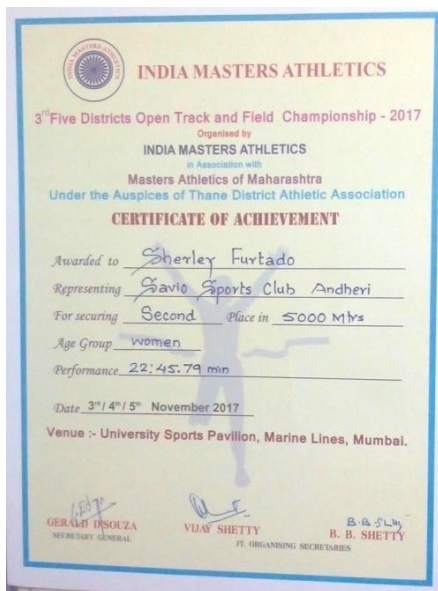 INDIA MASTERS ATHLETICS
INDIA MASTERS ATHLETICS
3rd Five Districts Open Track and Field Championship - 2017
Organised by
INDIA MASTERS ATHLETICS
in Association with
Masters Athletics of Maharashtra
Under the Auspices of Thane District Athletic Association
CERTIFICATE OF ACHIEVEMENT
Awarded to Sherley Furtado
Representing Savio Sports Club Andheri
For securing Second Place in 5000 Mtrs
Age Group women
Performance 22:45.79 min
Date 3rd / 4th / 5th November 2017
Venue :- University Sports Pavilion, Marine Lines, Mumbai.
GERALD D'SOUZA
SECRETARY GENERAL
VIJAY SHETTY
B. B. SHETTY
JT. ORGANISING SECRETARIES